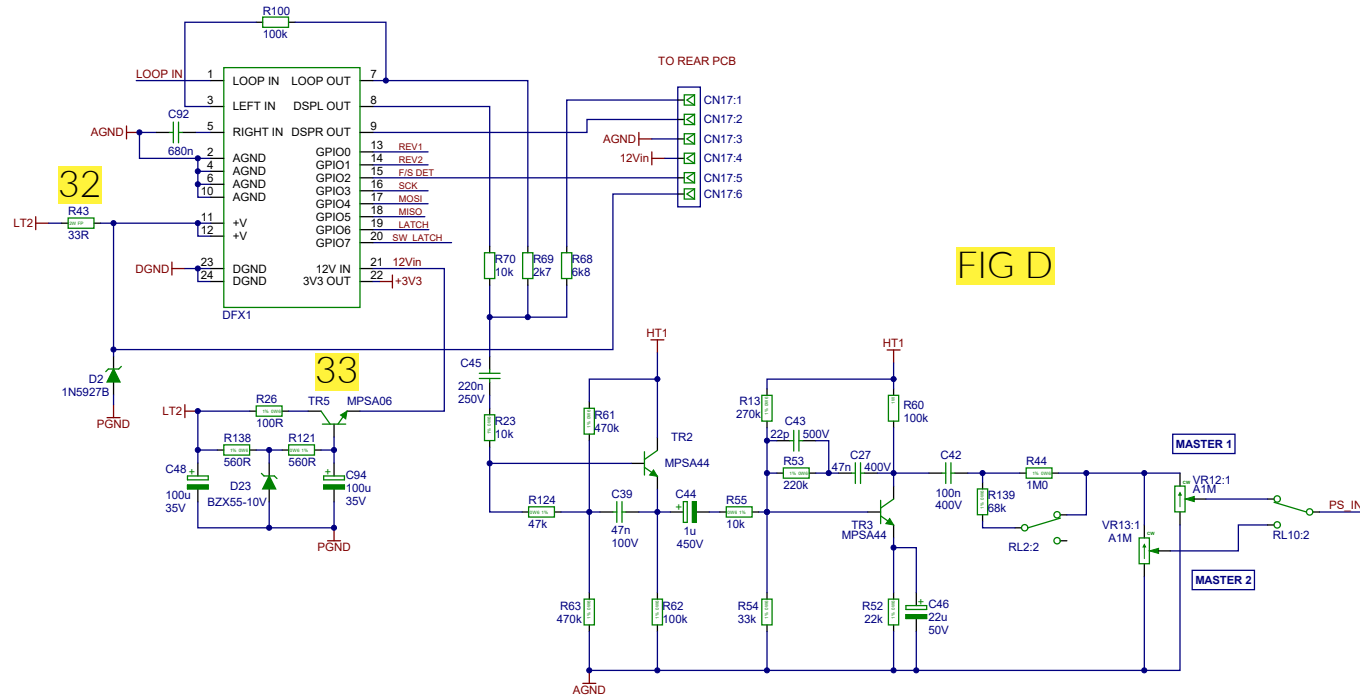 R100
100k
TO REAR PCB
LOOP IN
1
LOOP IN
LOOP OUT
7
3
LEFT IN
DSPL OUT
8
C92
680n
AGND
5
RIGHT IN
DSPR OUT
9
2
AGND
4
AGND
6
AGND
10
AGND
GPIO0
13
REV1
GPIO1
14
REV2
GPIO2
15
F/S DET
GPIO3
16
SCK
GPIO4
17
MOSI
GPIO5
18
MISO
GPIO6
19
LATCH
GPIO7
20
SW_LATCH
32
LT2
R43
33R
11
+V
12
+V
DGND
23
DGND
24
DGND
12V IN
21
12Vin
3V3 OUT
22
+3V3
DFX1
CN17:1
CN17:2
AGND
CN17:3
12Vin
CN17:4
CN17:5
CN17:6
R70
10k
R69
2k7
R68
6k8
FIG D
D2
1N5927B
PGND
33
LT2
R26
100R
TR5
MPSA06
R138
560R
R121
560R
C48
100u
35V
D23
BZX55-10V
C94
100u
35V
PGND
C45
220n
250V
R23
10k
HT1
R61
470k
TR2
MPSA44
R124
47k
C39
47n
100V
C44
1u
450V
R55
10k
R63
470k
R62
100k
AGND
HT1
R13
270k
R60
100k
C43
22p
500V
R53
220k
C27
47n
400V
TR3
MPSA44
R54
33k
R52
22k
C46
22u
50V
C42
100n
400V
R44
1M0
R139
68k
RL2:2
MASTER 1
cw
VR12:1
A1M
VR13:1
A1M
cw
MASTER 2
RL10:2
PS_IN